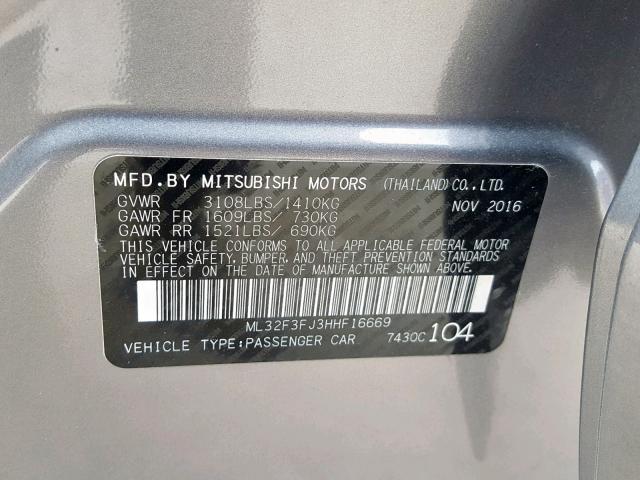 MFD.BY MITSUBISHI MOTORS (THAILAND)CO.,LTD.
GVWR 3108LBS/1410KG NOV 2016
GAWR FR 1609LBS/ 730KG
GAWR RR 1521LBS/ 690KG
THIS VEHICLE CONFORMS TO ALL APPLICABLE FEDERAL MOTOR
VEHICLE SAFETY,BUMPER,AND THEFT PREVENTION STANDARDS
IN EFFECT ON THE DATE OF MANUFACTURE SHOWN ABOVE.
ML32F3FJ3HHF16669
VEHICLE TYPE:PASSENGER CAR 7430C 104